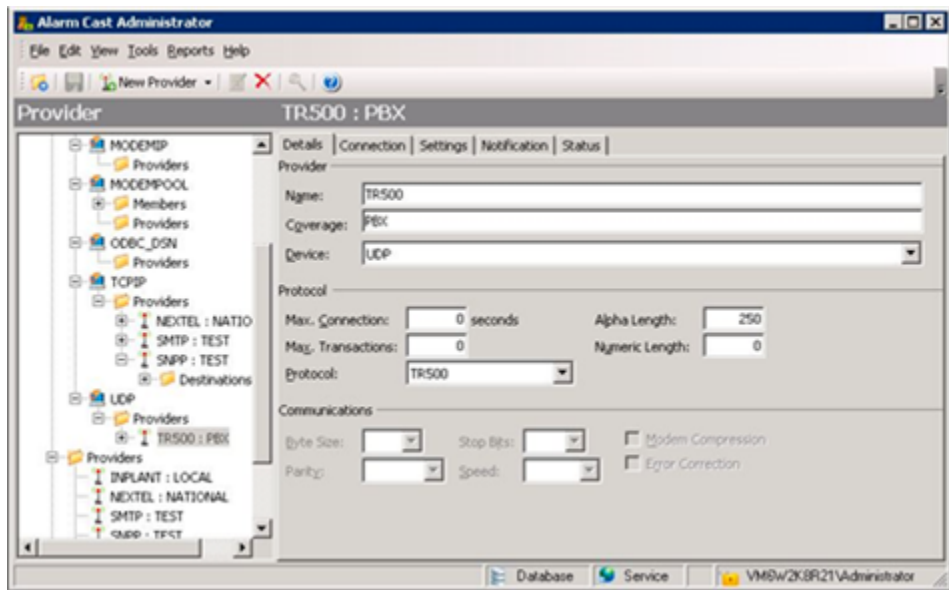 Alarm Cast Administrator
File Edit View Tools Reports Help
New Provider
Provider
TR500 : PBX
MODEMIP
Providers
MODEMPOOL
Members
Providers
ODBC_DSN
Providers
TCPIP
Providers
NEXTEL : NATIO
SMTP : TEST
SNPP : TEST
Destinations
UDP
Providers
TR500 : PBX
Providers
INPLANT : LOCAL
NEXTEL : NATIONAL
SMTP : TEST
SNPP : TEST
Details Connection Settings Notification Status
Provider
Name: TR500
Coverage: PBX
Device: UDP
Protocol
Max. Connection: 0 seconds Alpha Length: 250
Max. Transactions: 0 Numeric Length: 0
Protocol: TR500
Communications
Byte Size: Stop Bits: Modem Compression
Parity: Speed: Error Correction
Database Service VM6W2K8R21\Administrator